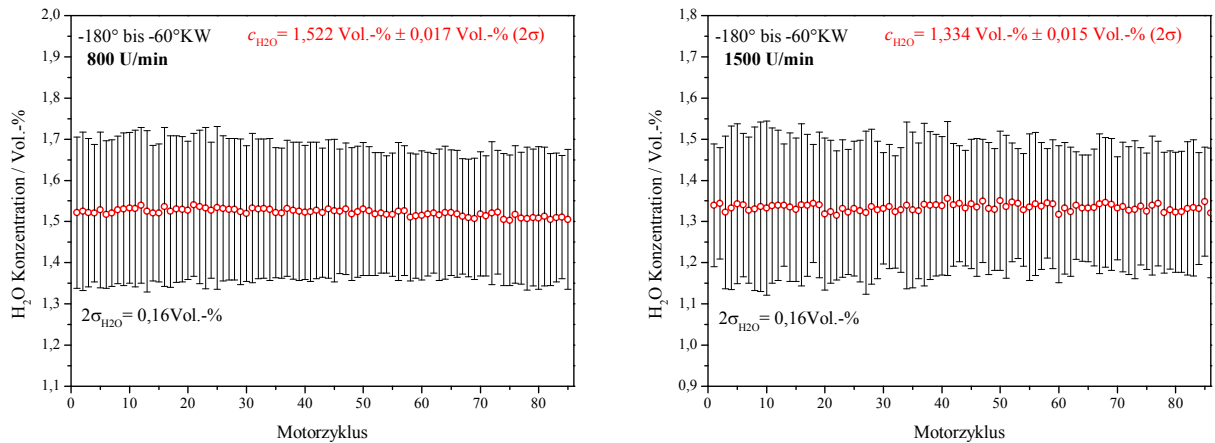 -180° bis -60°KW
c_H2O = 1,522 Vol.-% ± 0,017 Vol.-% (2σ)
800 U/min
2,0
1,9
1,8
1,7
1,6
1,5
1,4
1,3
1,2
1,1
H₂O Konzentration / Vol.-%
2σ_H2O = 0,16Vol.-%
0 10 20 30 40 50 60 70 80
Motorzyklus
-180° bis -60°KW
c_H2O = 1,334 Vol.-% ± 0,015 Vol.-% (2σ)
1500 U/min
1,8
1,7
1,6
1,5
1,4
1,3
1,2
1,1
1,0
0,9
H₂O Konzentration / Vol.-%
2σ_H2O = 0,16Vol.-%
0 10 20 30 40 50 60 70 80
Motorzyklus